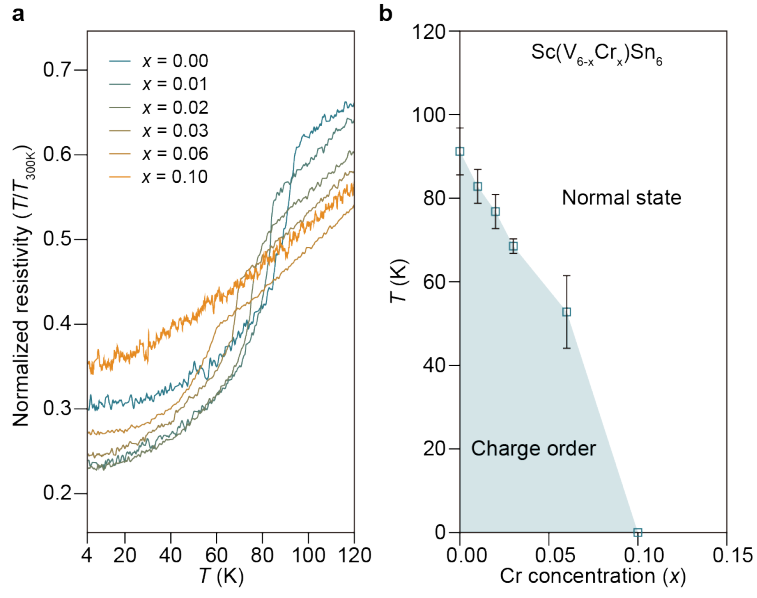 a
Normalized resistivity (T/T300K)
0.7
0.6
0.5
0.4
0.3
0.2
x = 0.00
x = 0.01
x = 0.02
x = 0.03
x = 0.06
x = 0.10
4 20 40 60 80 100 120
T (K)
b
T (K)
120
100
80
60
40
20
0
Sc(V6-xCrx)Sn6
Normal state
Charge order
0.00 0.05 0.10 0.15
Cr concentration (x)